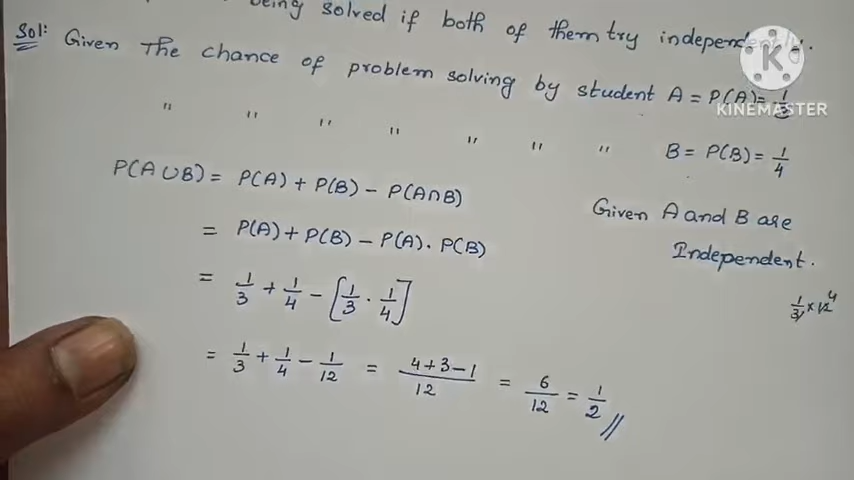 being solved if both of them try independently.
Sol: Given The chance of problem solving by student A = P(A) = 1/3
K
KINEMASTER
" " " " " " " B = P(B) = 1/4
P(A∪B) = P(A) + P(B) - P(A∩B)
Given A and B are
= P(A) + P(B) - P(A). P(B)
Independent.
= 1/3 + 1/4 - [1/3 . 1/4]
1/3 × 12 4
= 1/3 + 1/4 - 1/12 = 4+3-1/12 = 6/12 = 1/2 //